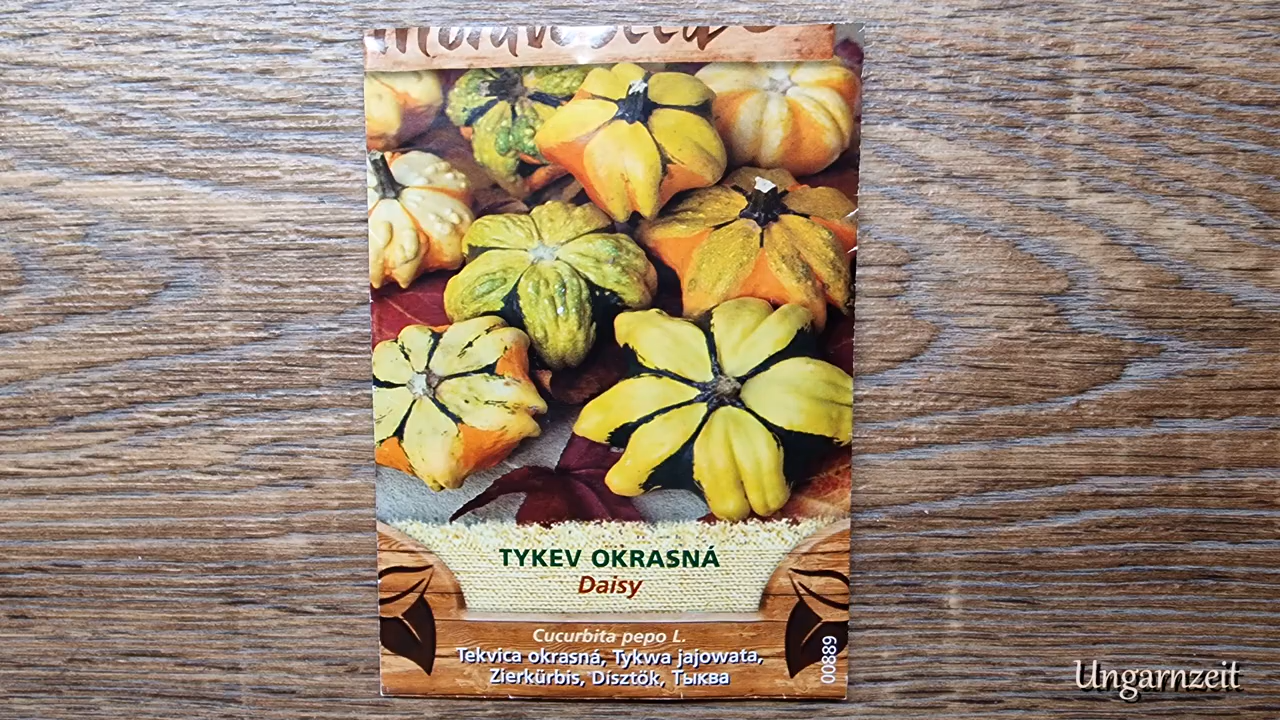 TYKEV OKRASNÁ
Daisy
Cucurbita pepo L.
Tekvica okrasná, Tykwa jajowata,
Zierkürbis, Dísztök, Тыква
00889
Ungarnzeit